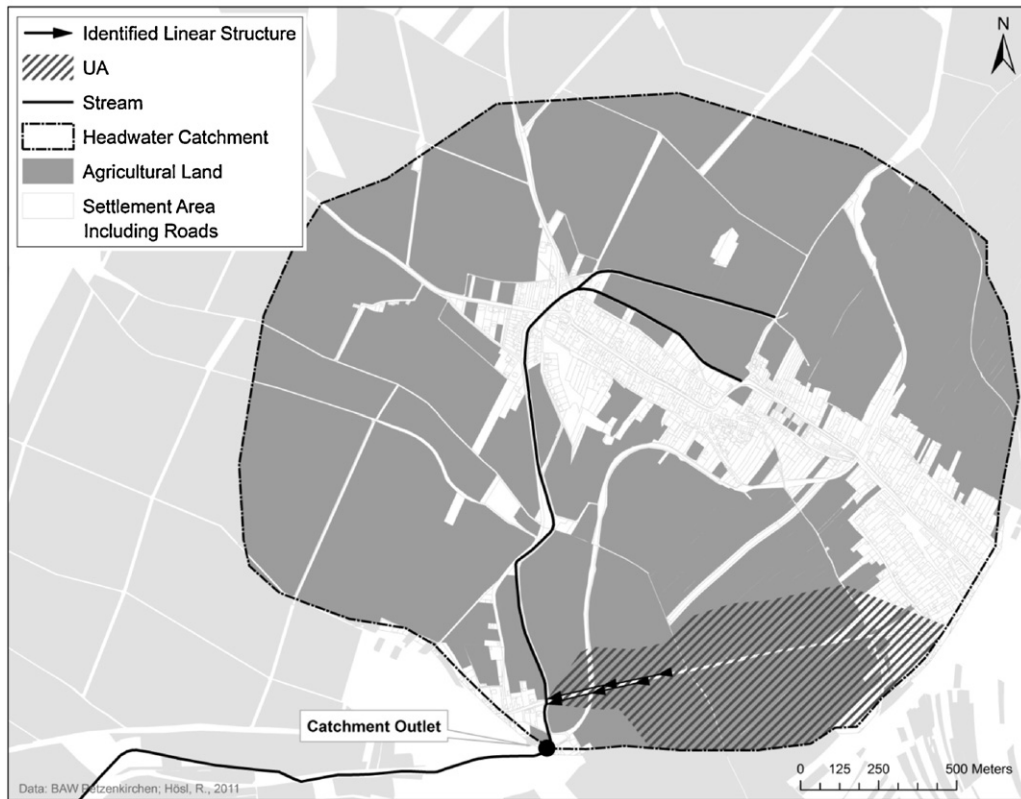 Identified Linear Structure
UA
Stream
Headwater Catchment
Agricultural Land
Settlement Area
Including Roads
N
Catchment Outlet
0 125 250 500 Meters
Data: BAW Petzenkirchen; Hösl, R., 2011